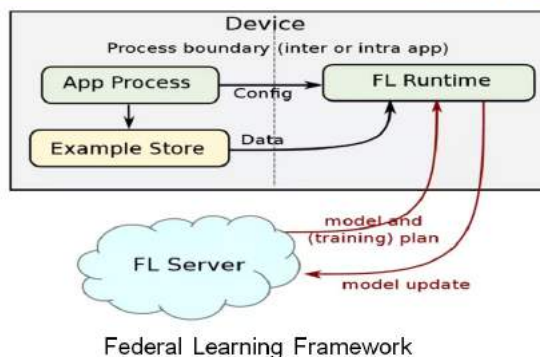 Device
Process boundary (inter or intra app)
App Process
FL Runtime
Config
Example Store
Data
model and
(training) plan
FL Server
model update
Federal Learning Framework